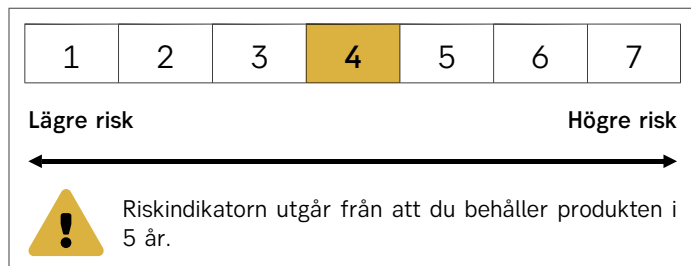 1 2 3 4 5 6 7
Lägre risk Högre risk
Riskindikatorn utgår från att du behåller produkten i
5 år.